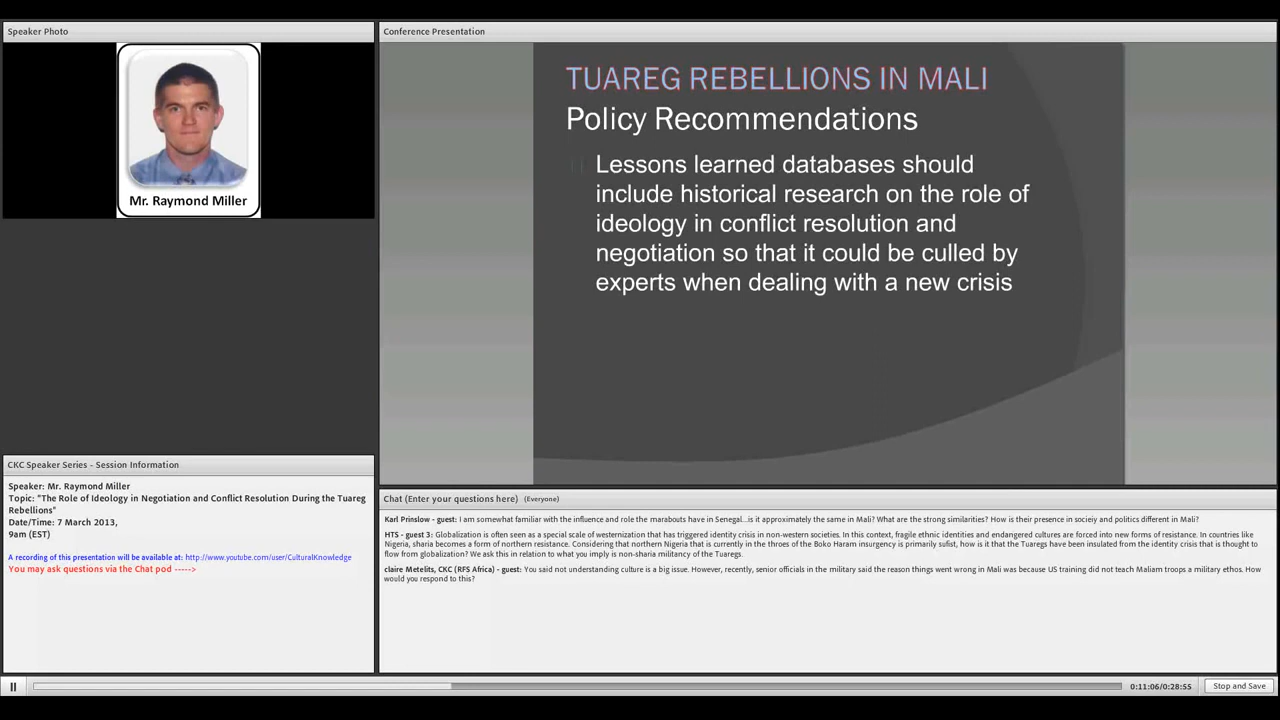 Speaker Photo
Mr. Raymond Miller
Conference Presentation
TUAREG REBELLIONS IN MALI
Policy Recommendations
Lessons learned databases should
include historical research on the role of
ideology in conflict resolution and
negotiation so that it could be culled by
experts when dealing with a new crisis
CKC Speaker Series - Session Information
Speaker: Mr. Raymond Miller
Topic: "The Role of Ideology in Negotiation and Conflict Resolution During the Tuareg
Rebellions"
Date/Time: 7 March 2013,
9am (EST)
A recording of this presentation will be available at: http://www.youtube.com/user/CulturalKnowledge
You may ask questions via the Chat pod ----->
Chat (Enter your questions here) (Everyone)
Karl Prinslow - guest: I am somewhat familiar with the influence and role the marabouts have in Senegal...is it approximately the same in Mali? What are the strong similarities? How is their presence in socieiy and politics different in Mali?
HTS - guest 3: Globalization is often seen as a special scale of westernization that has triggered identity crisis in non-western societies. In this context, fragile ethnic identities and endangered cultures are forced into new forms of resistance. In countries like
Nigeria, sharia becomes a form of northern resistance. Considering that northern Nigeria that is currently in the throes of the Boko Haram insurgency is primarily sufist, how is it that the Tuaregs have been insulated from the identity crisis that is thought to
flow from globalization? We ask this in relation to what you imply is non-sharia militancy of the Tuaregs.
claire Metelits, CKC (RFS Africa) - guest: You said not understanding culture is a big issue. However, recently, senior officials in the military said the reason things went wrong in Mali was because US training did not teach Maliam troops a military ethos. How
would you respond to this?
0:11:06/0:28:55
Stop and Save